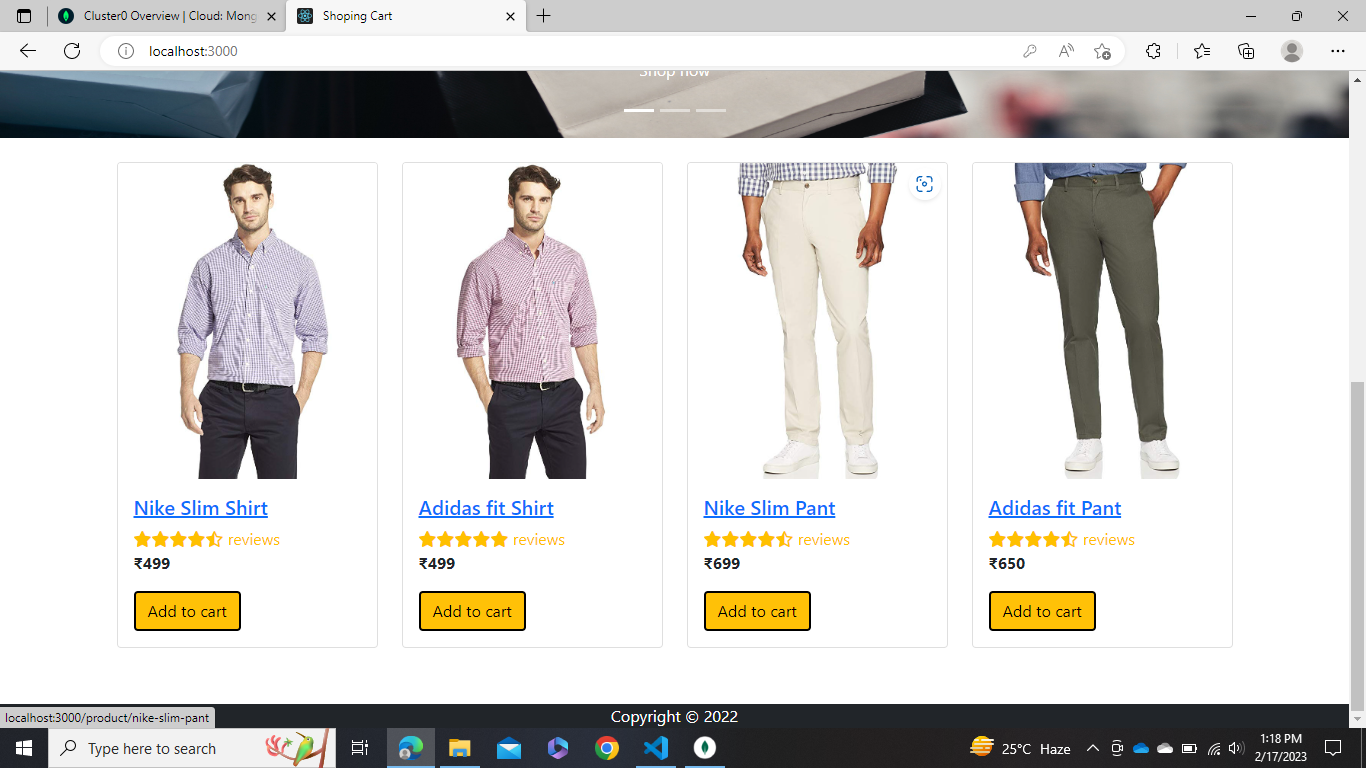 Cluster0 Overview | Cloud: Mong
Shoping Cart
localhost:3000
Shop now
Nike Slim Shirt
reviews
₹499
Add to cart
Adidas fit Shirt
reviews
₹499
Add to cart
Nike Slim Pant
reviews
₹699
Add to cart
Adidas fit Pant
reviews
₹650
Add to cart
localhost:3000/product/nike-slim-pant
Copyright © 2022
Type here to search
25°C Haze
1:18 PM
2/17/2023